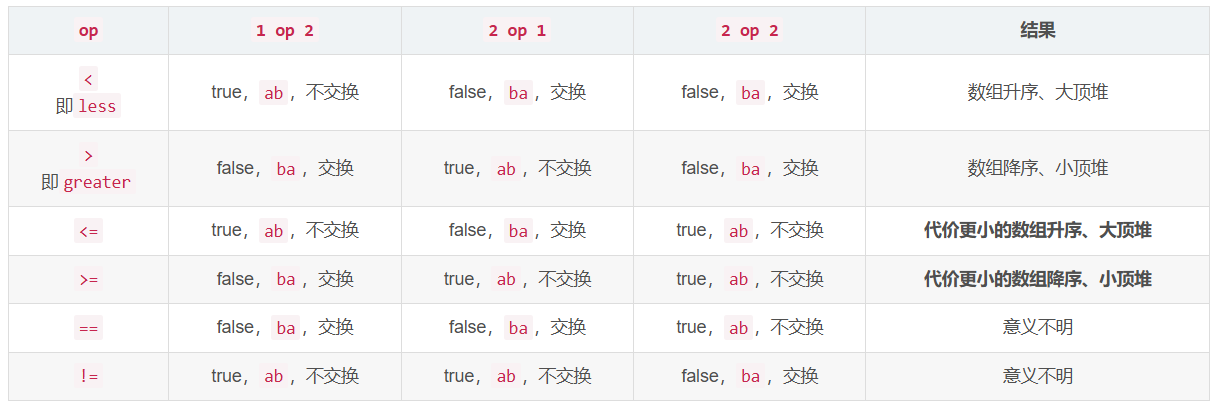 op 1 op 2 2 op 1 2 op 2 结果
<
即 less
true，ab，不交换 false，ba，交换 false，ba，交换 数组升序、大顶堆
>
即 greater
false，ba，交换 true，ab，不交换 false，ba，交换 数组降序、小顶堆
<= true，ab，不交换 false，ba，交换 true，ab，不交换 代价更小的数组升序、大顶堆
>= false，ba，交换 true，ab，不交换 true，ab，不交换 代价更小的数组降序、小顶堆
== false，ba，交换 false，ba，交换 true，ab，不交换 意义不明
!= true，ab，不交换 true，ab，不交换 false，ba，交换 意义不明